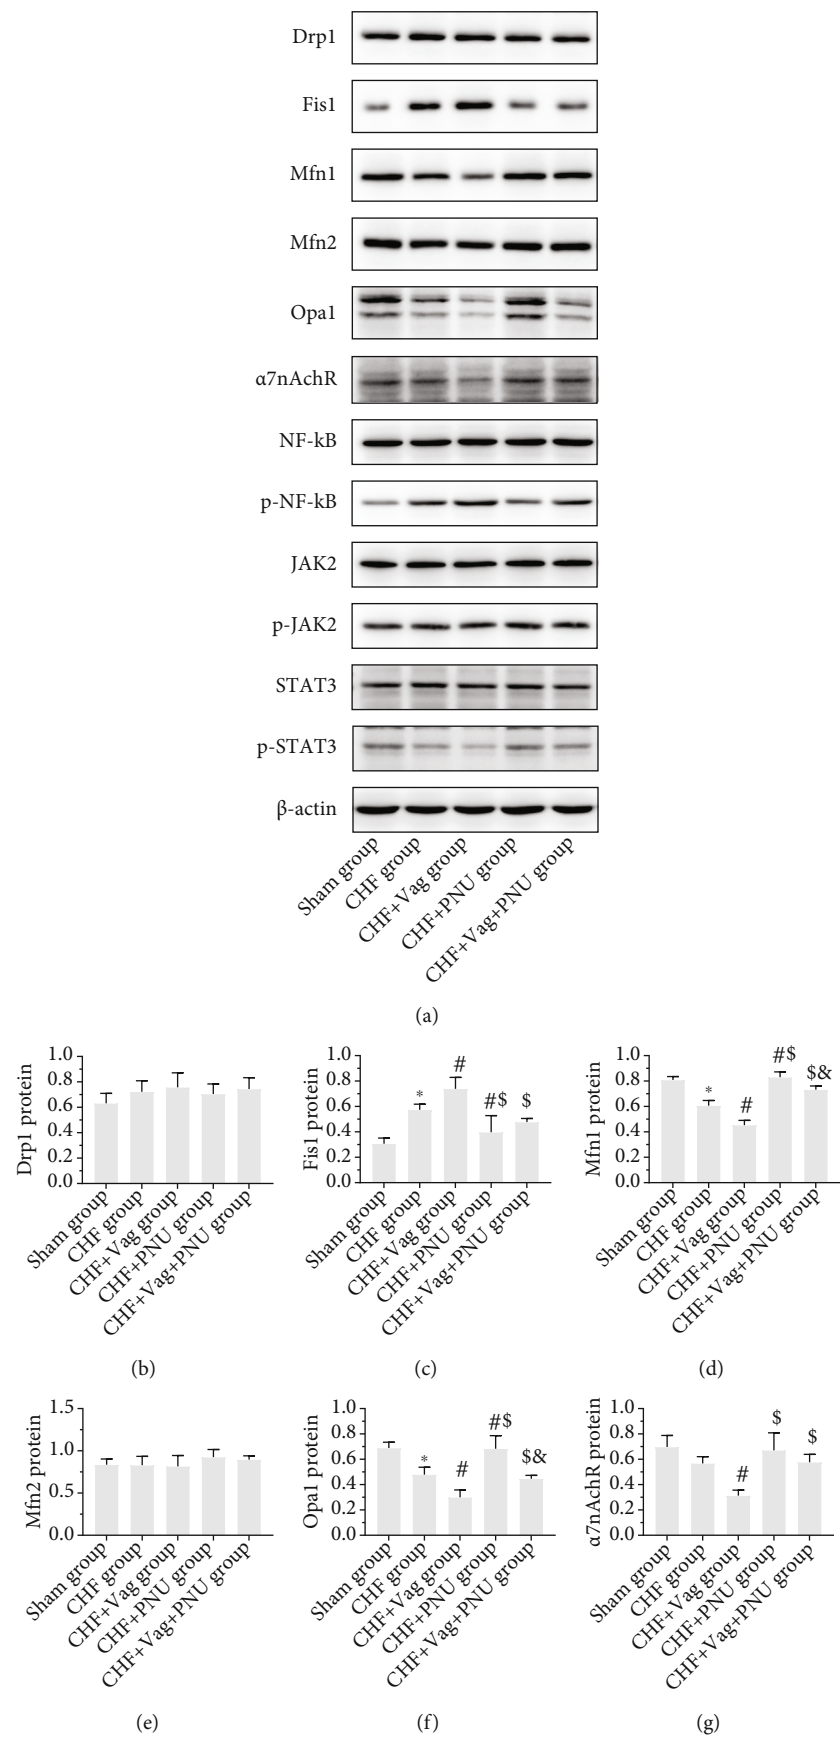 Drp1
Fis1
Mfn1
Mfn2
Opa1
α7nAchR
NF-kB
p-NF-kB
JAK2
p-JAK2
STAT3
p-STAT3
β-actin
Sham group
CHF group
CHF+Vag group
CHF+PNU group
CHF+Vag+PNU group
(a)
Drp1 protein
1.0
0.8
0.6
0.4
0.2
0.0
Sham group
CHF group
CHF+Vag group
CHF+PNU group
CHF+Vag+PNU group
(b)
Fis1 protein
1.0
0.8
0.6
0.4
0.2
0.0
*
#
#$
$
Sham group
CHF group
CHF+Vag group
CHF+PNU group
CHF+Vag+PNU group
(c)
Mfn1 protein
1.0
0.8
0.6
0.4
0.2
0.0
*
#
#$
$&
Sham group
CHF group
CHF+Vag group
CHF+PNU group
CHF+Vag+PNU group
(d)
Mfn2 protein
1.5
1.0
0.5
0.0
Sham group
CHF group
CHF+Vag group
CHF+PNU group
CHF+Vag+PNU group
(e)
Opa1 protein
1.0
0.8
0.6
0.4
0.2
0.0
*
#
#$
$&
Sham group
CHF group
CHF+Vag group
CHF+PNU group
CHF+Vag+PNU group
(f)
α7nAchR protein
1.0
0.8
0.6
0.4
0.2
0.0
#
$
$
Sham group
CHF group
CHF+Vag group
CHF+PNU group
CHF+Vag+PNU group
(g)